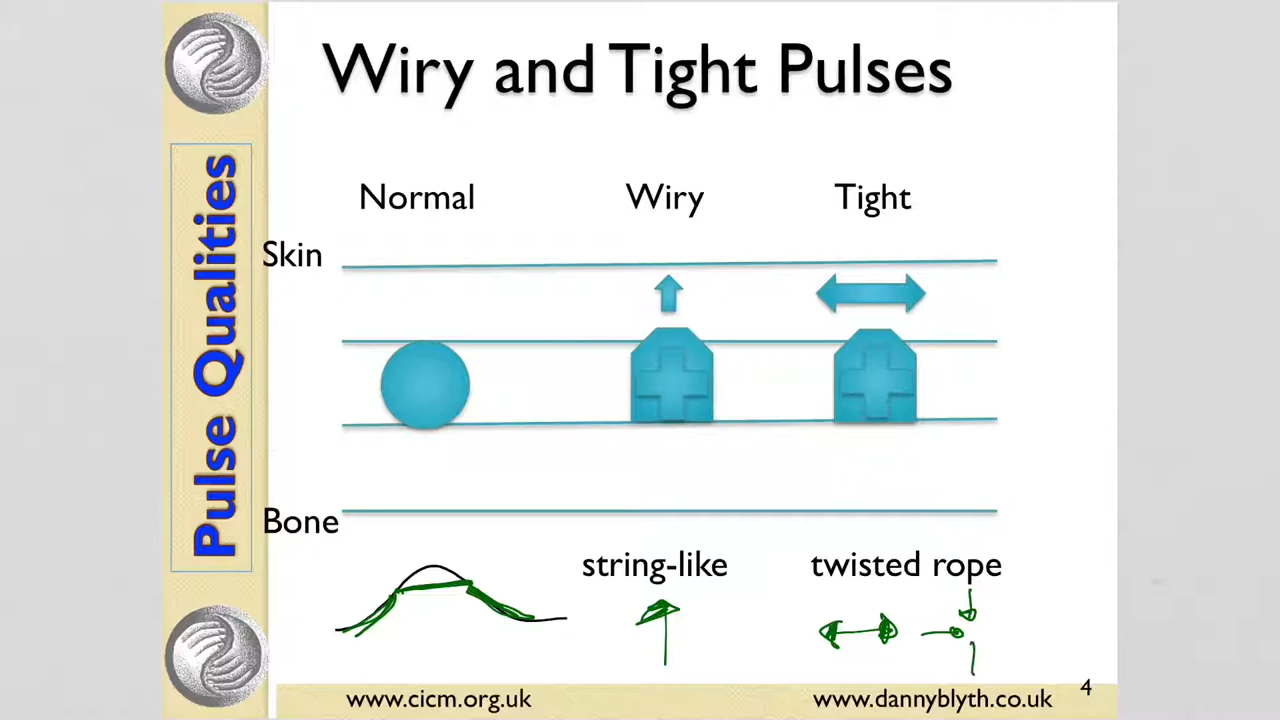 Wiry and Tight Pulses
Pulse Qualities
Normal Wiry Tight
Skin
Bone
string-like twisted rope
www.cicm.org.uk www.dannyblyth.co.uk 4